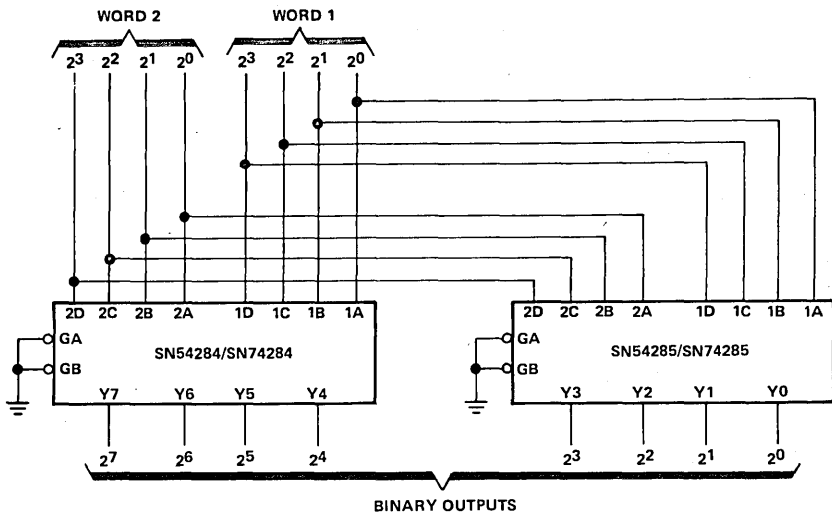 WORD 2 WORD 1
2³ 2² 2¹ 2⁰ 2³ 2² 2¹ 2⁰
2D 2C 2B 2A 1D 1C 1B 1A 2D 2C 2B 2A 1D 1C 1B 1A
GA GA
SN54284/SN74284 SN54285/SN74285
GB GB
Y7 Y6 Y5 Y4 Y3 Y2 Y1 Y0
2⁷ 2⁶ 2⁵ 2⁴ 2³ 2² 2¹ 2⁰
BINARY OUTPUTS